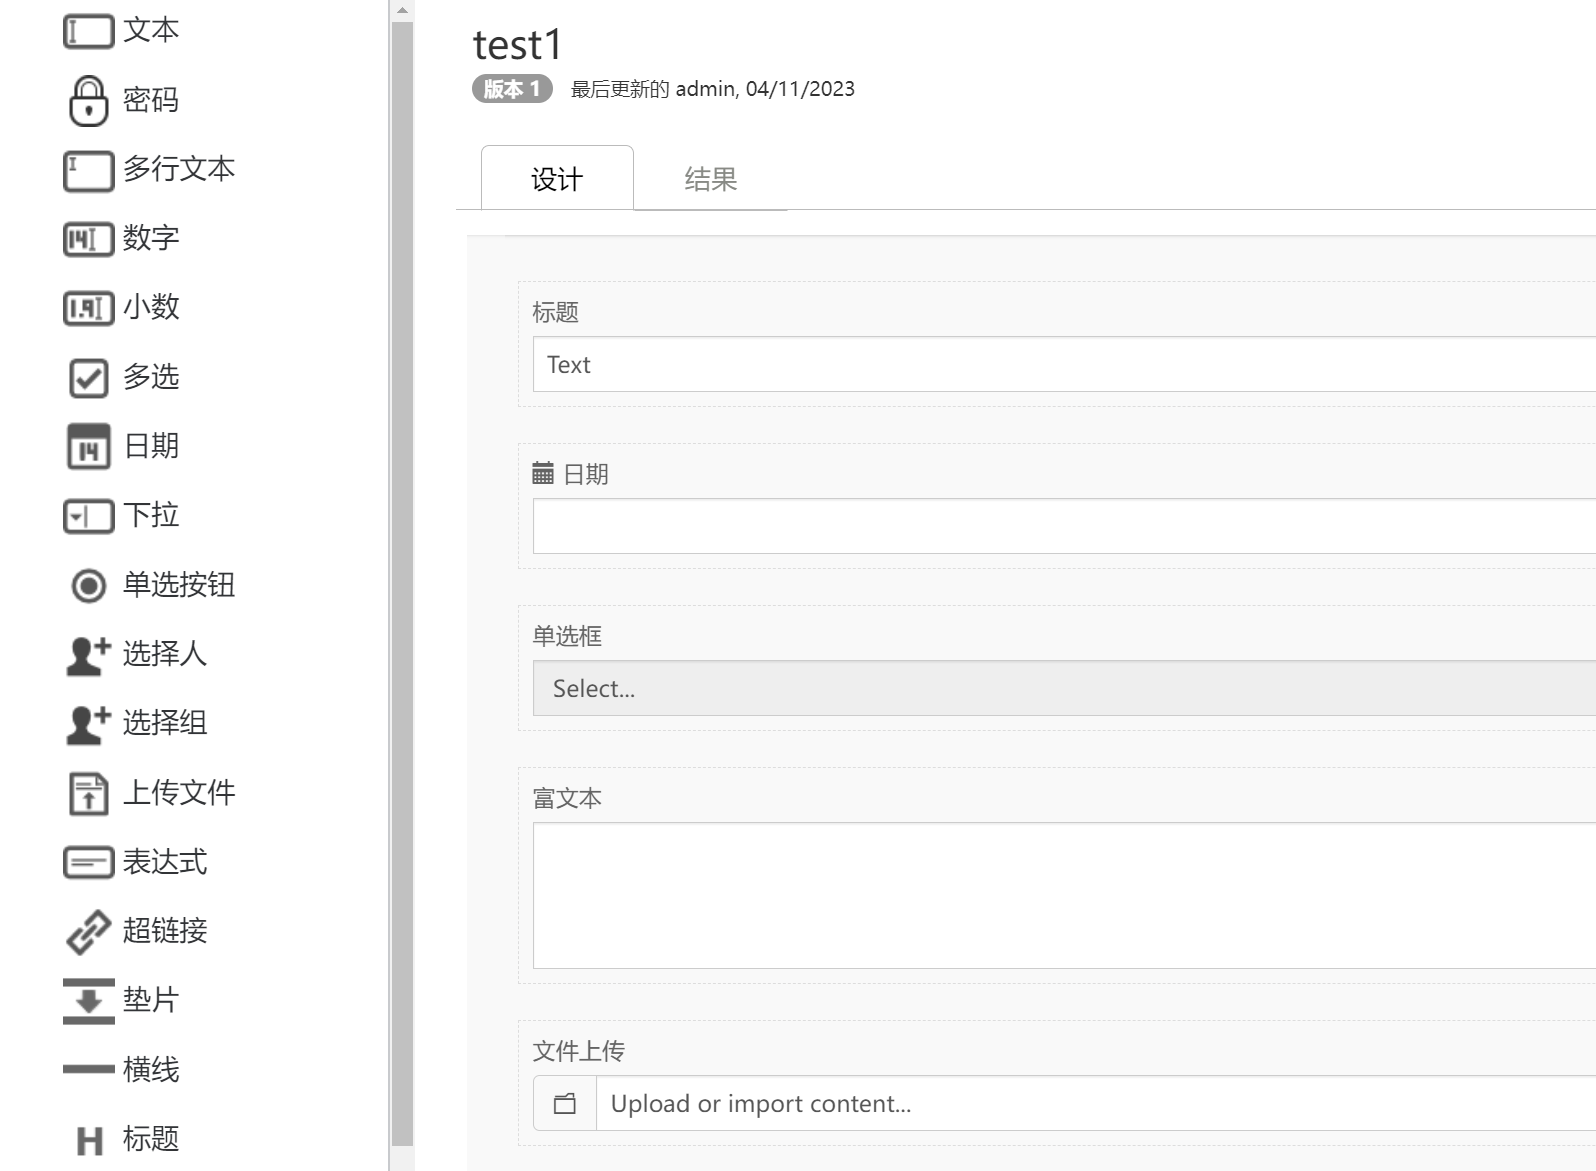 文本
密码
多行文本
数字
小数
多选
日期
下拉
单选按钮
选择人
选择组
上传文件
表达式
超链接
垫片
横线
标题
test1
版本 1 最后更新的 admin, 04/11/2023
设计 结果
标题
Text
日期
单选框
Select...
富文本
文件上传
Upload or import content...